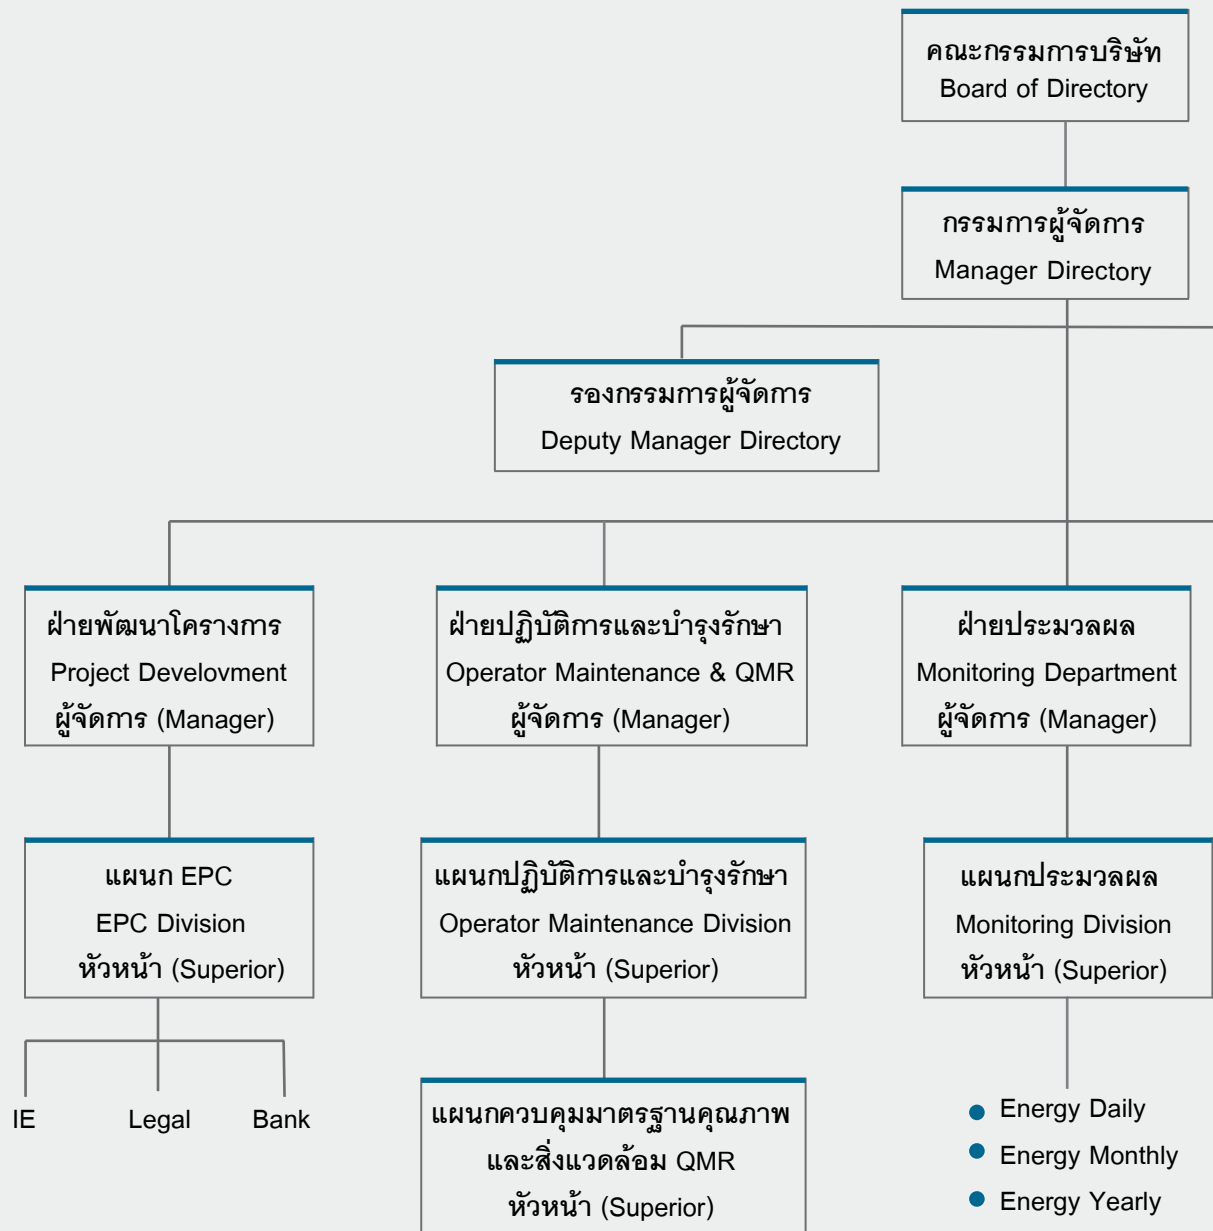 คณะกรรมการบริษัท
Board of Directory
กรรมการผู้จัดการ
Manager Directory
รองกรรมการผู้จัดการ
Deputy Manager Directory
ฝ่ายพัฒนาโครางการ
Project Develovment
ผู้จัดการ (Manager)
ฝ่ายปฏิบัติการและบำรุงรักษา
Operator Maintenance & QMR
ผู้จัดการ (Manager)
ฝ่ายประมวลผล
Monitoring Department
ผู้จัดการ (Manager)
แผนก EPC
EPC Division
หัวหน้า (Superior)
แผนกปฏิบัติการและบำรุงรักษา
Operator Maintenance Division
หัวหน้า (Superior)
แผนกประมวลผล
Monitoring Division
หัวหน้า (Superior)
IE
Legal
Bank
แผนกควบคุมมาตรฐานคุณภาพ
และสิ่งแวดล้อม QMR
หัวหน้า (Superior)
Energy Daily
Energy Monthly
Energy Yearly